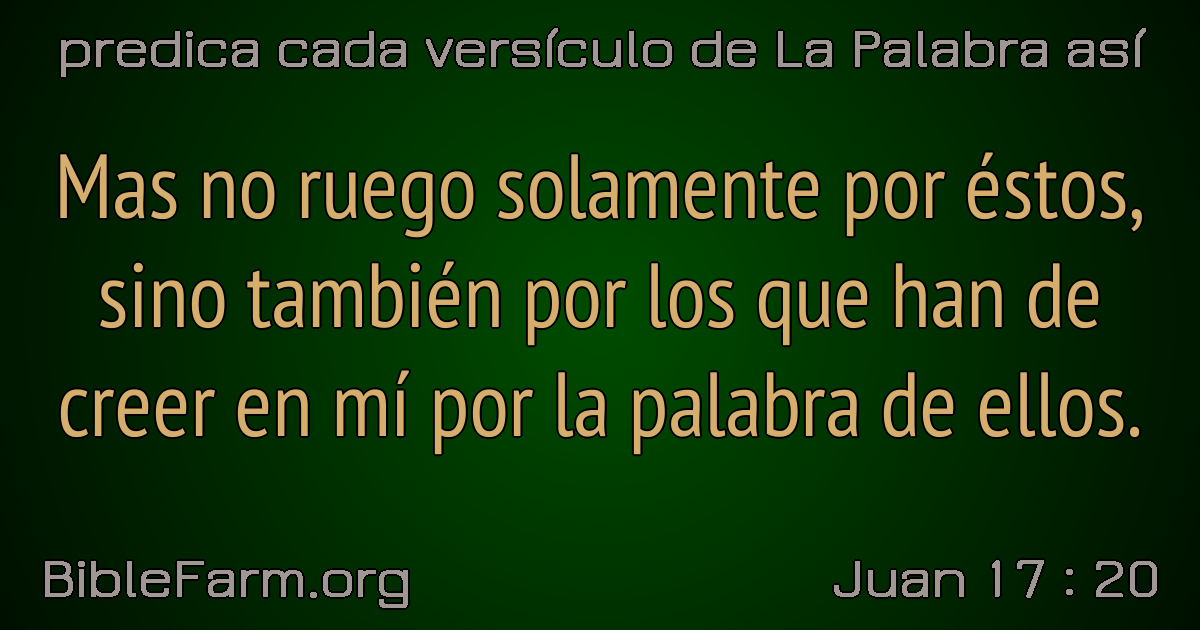 predica cada versículo de La Palabra así
Mas no ruego solamente por éstos,
sino también por los que han de
creer en mí por la palabra de ellos.
BibleFarm.org
Juan 17 : 20